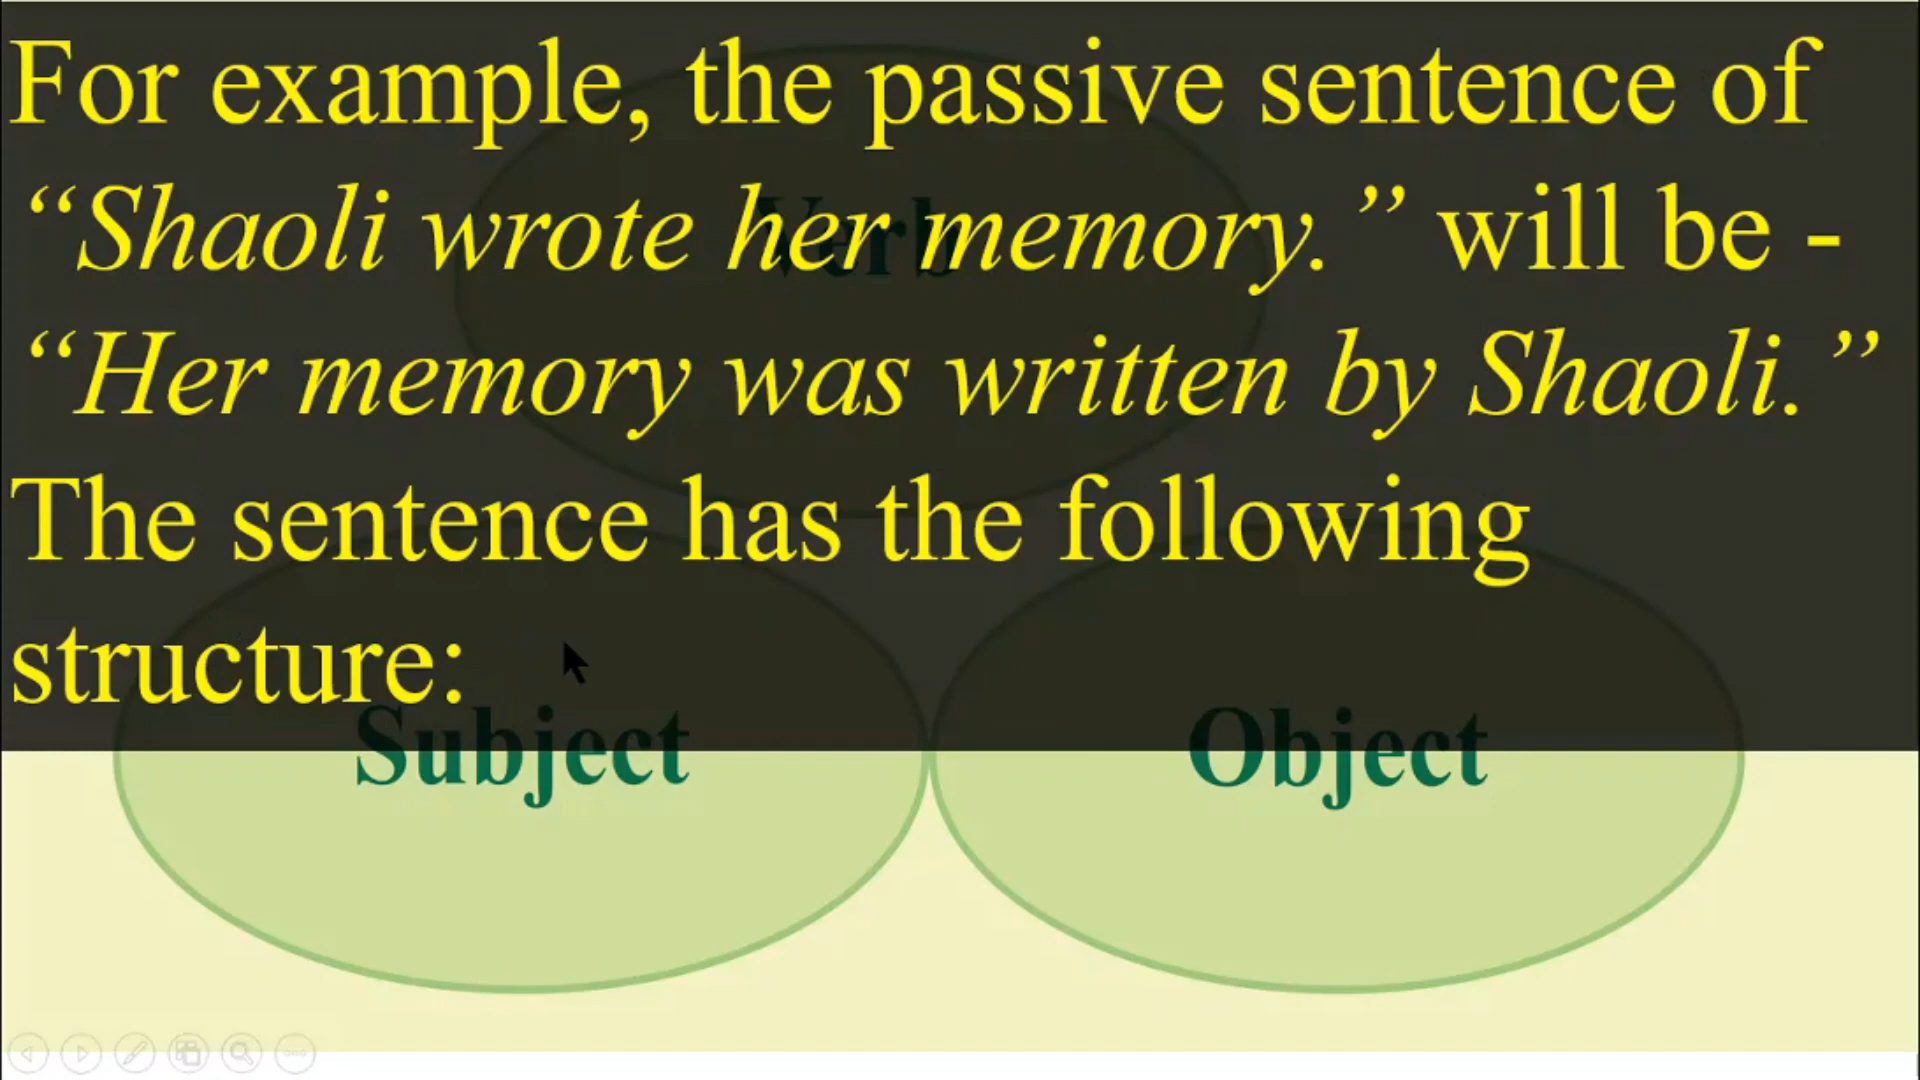 For example, the passive sentence of
“Shaoli wrote her memory.” will be -
“Her memory was written by Shaoli.”
The sentence has the following
structure:
Verb
Subject
Object